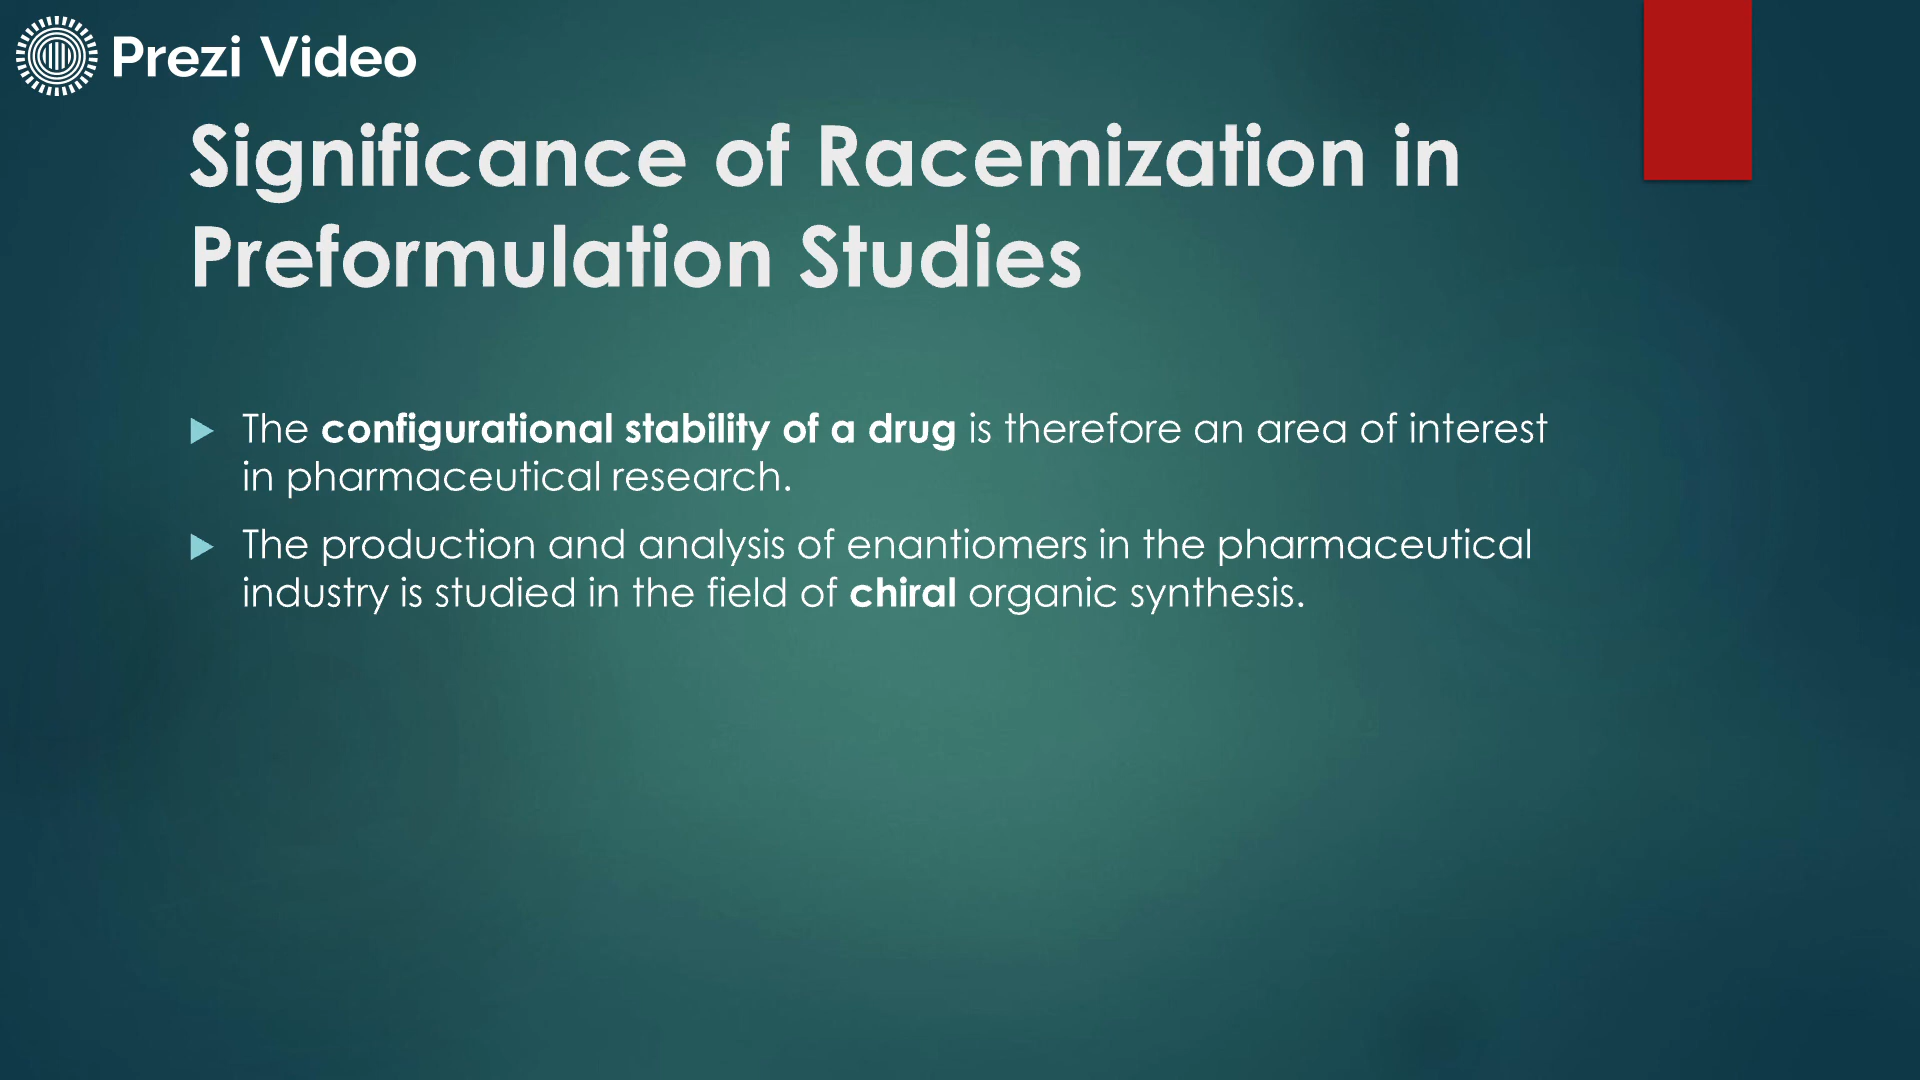 Prezi Video
Significance of Racemization in
Preformulation Studies
The configurational stability of a drug is therefore an area of interest
in pharmaceutical research.
The production and analysis of enantiomers in the pharmaceutical
industry is studied in the field of chiral organic synthesis.